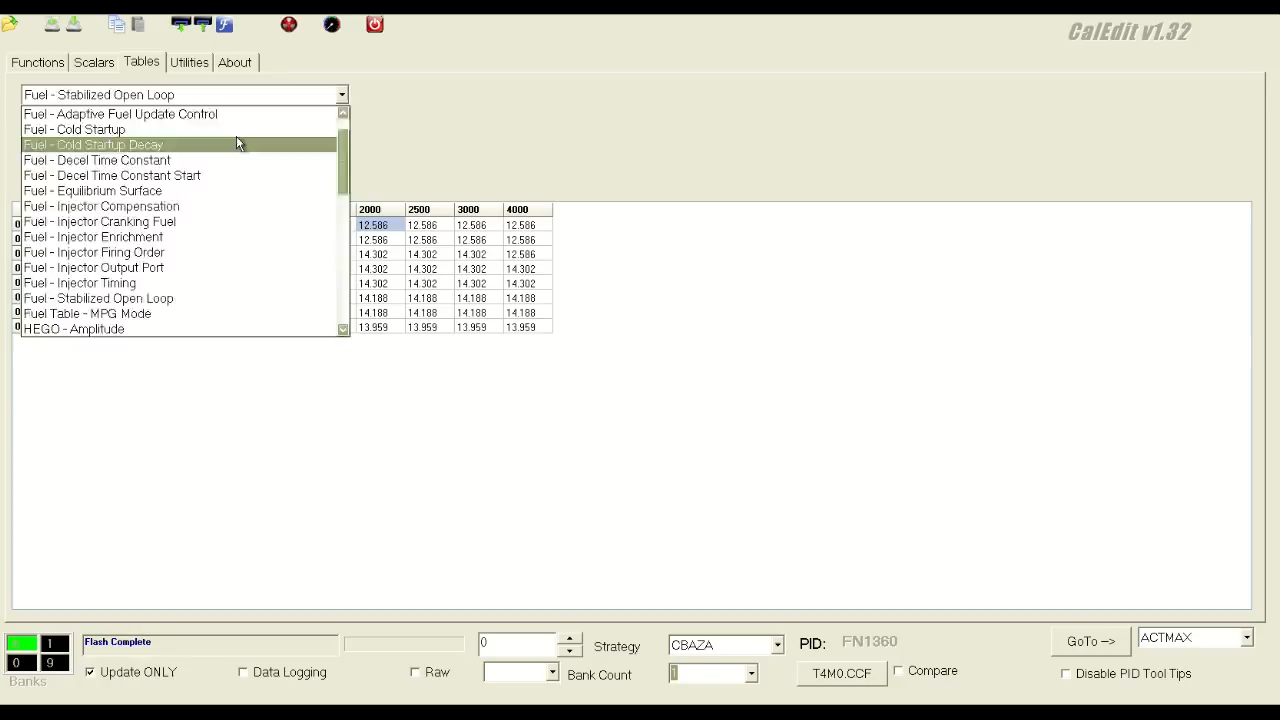 CalEdit v1.32
Functions Scalars Tables Utilities About
Fuel - Stabilized Open Loop
Fuel - Adaptive Fuel Update Control
Fuel - Cold Startup
Fuel - Cold Startup Decay
Fuel - Decel Time Constant
Fuel - Decel Time Constant Start
Fuel - Equilibrium Surface
Fuel - Injector Compensation
Fuel - Injector Cranking Fuel
Fuel - Injector Enrichment
Fuel - Injector Firing Order
Fuel - Injector Output Port
Fuel - Injector Timing
Fuel - Stabilized Open Loop
Fuel Table - MPG Mode
HEGO - Amplitude
2000 2500 3000 4000
12.586 12.586 12.586 12.586
12.586 12.586 12.586 12.586
14.302 14.302 14.302 12.586
14.302 14.302 14.302 14.302
14.302 14.302 14.302 14.302
14.188 14.188 14.188 14.188
14.188 14.188 14.188 14.188
13.959 13.959 13.959 13.959
1
0 9
Banks
Flash Complete
0
Strategy CBAZA PID: FN1360 GoTo --> ACTMAX
Update ONLY Data Logging Raw Bank Count 1 T4M0.CCF Compare Disable PID Tool Tips